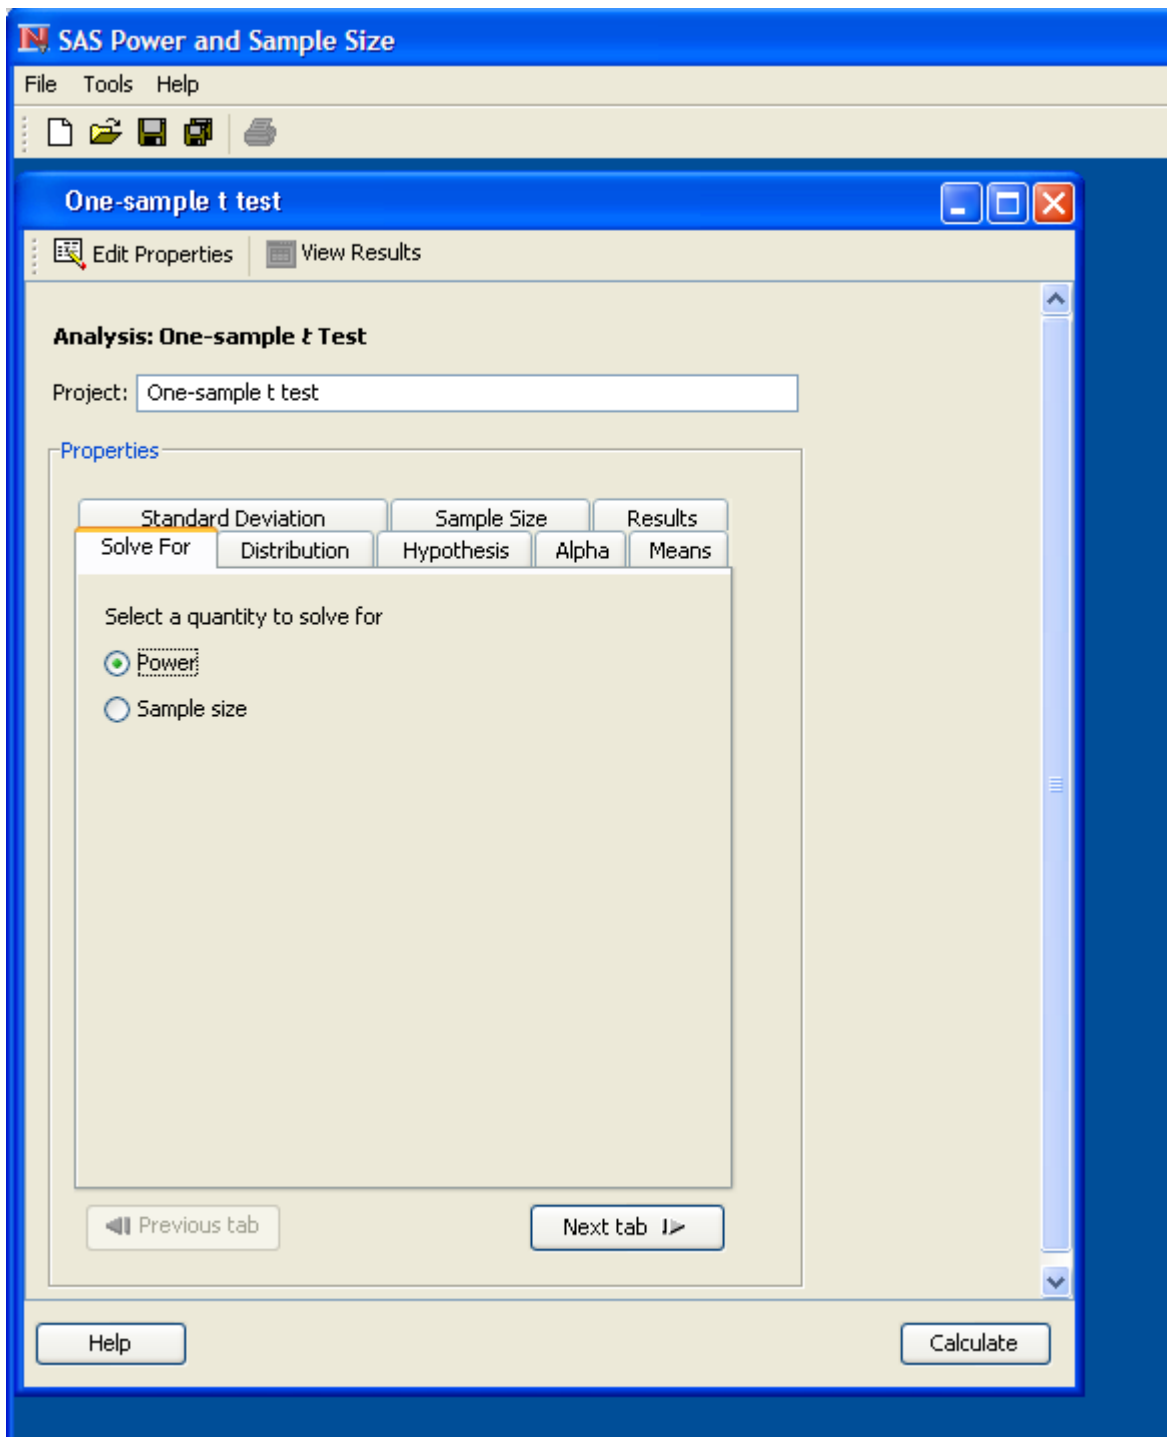 SAS Power and Sample Size
File Tools Help
One-sample t test
Edit Properties View Results
Analysis: One-sample t Test
Project: One-sample t test
Properties
Standard Deviation Sample Size Results
Solve For Distribution Hypothesis Alpha Means
Select a quantity to solve for
Power
Sample size
Previous tab Next tab
Help Calculate